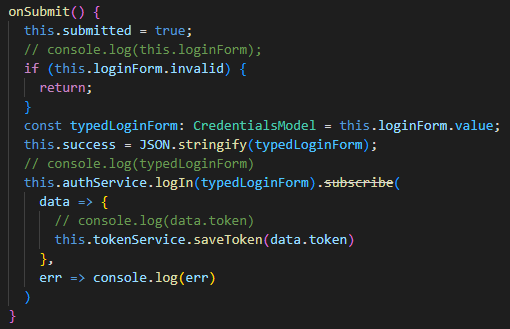 onSubmit() {
  this.submitted = true;
  // console.log(this.loginForm);
  if (this.loginForm.invalid) {
    return;
  }
  const typedLoginForm: CredentialsModel = this.loginForm.value;
  this.success = JSON.stringify(typedLoginForm);
  // console.log(typedLoginForm)
  this.authService.logIn(typedLoginForm).subscribe(
    data => {
      // console.log(data.token)
      this.tokenService.saveToken(data.token)
    },
    err => console.log(err)
  )
}